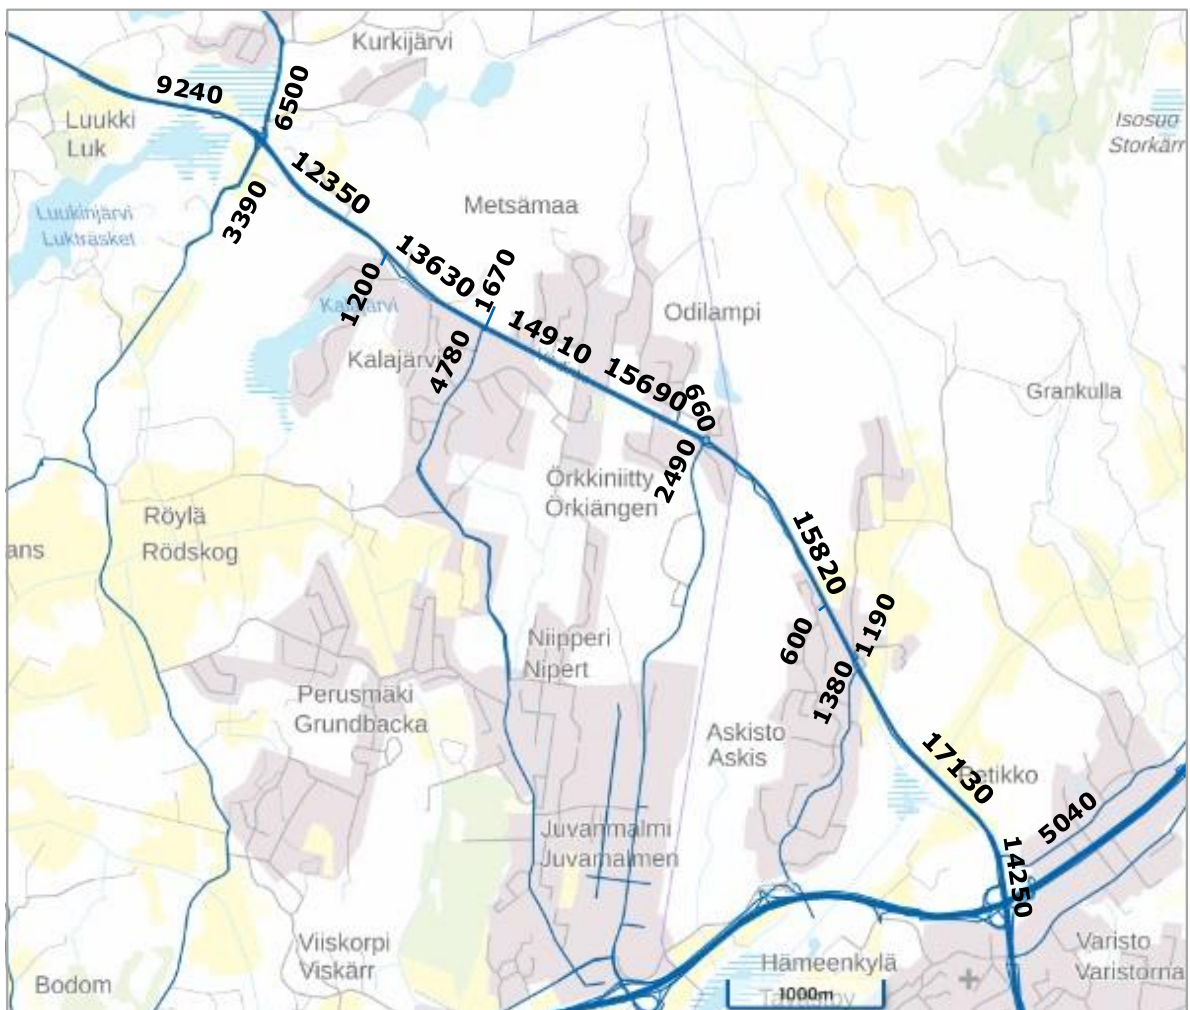 Kurkijärvi
9240
6500
Luukki
Luk
Isosuo
Storkärr
12350
3390
Luukinjärvi
Lukträsket
Metsämaa
13630
1670
1200
Kalajärvi
Odilampi
14910
4780
Kalajärvi
15690
660
Grankulla
2490
Örkkiniitty
Örkiängen
Röylä
Rödskog
ans
15820
1190
600
Niipperi
Nipert
1380
Perusmäki
Grundbacka
Askisto
Askis
17130
Petikko
5040
Juvanmalmi
Juvamalmen
14250
Viiskorpi
Viskärr
Varisto
Varistorna
Hämeenkylä
Bodom
1000m